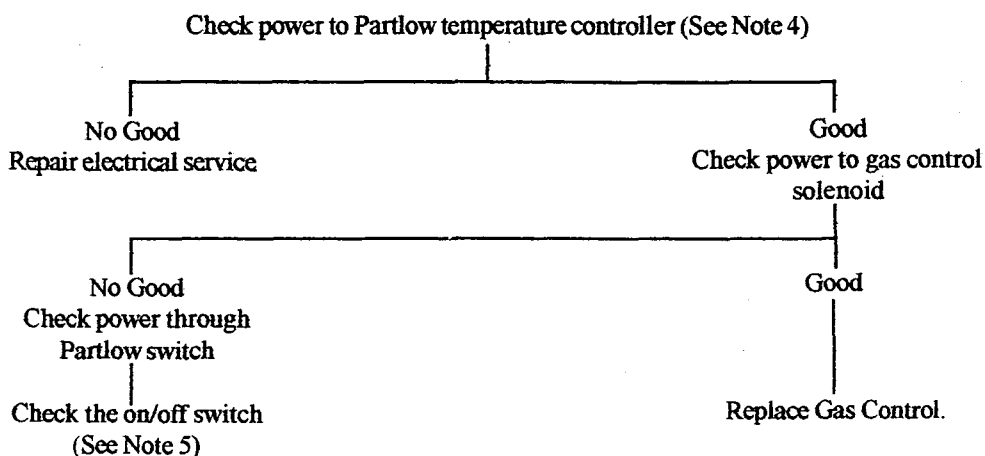 Check power to Partlow temperature controller (See Note 4)
No Good
Repair electrical service
Good
Check power to gas control
solenoid
No Good
Check power through
Partlow switch
Check the on/off switch
(See Note 5)
Good
Replace Gas Control.